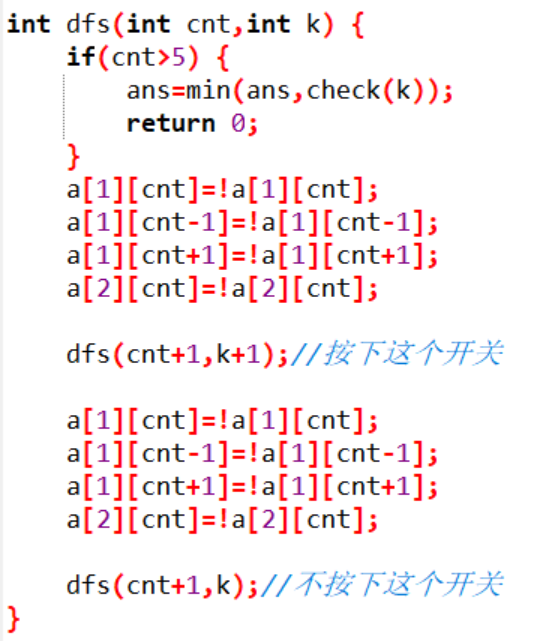 int dfs(int cnt,int k) {
    if(cnt>5) {
        ans=min(ans,check(k));
        return 0;
    }
    a[1][cnt]=!a[1][cnt];
    a[1][cnt-1]=!a[1][cnt-1];
    a[1][cnt+1]=!a[1][cnt+1];
    a[2][cnt]=!a[2][cnt];

    dfs(cnt+1,k+1);//按下这个开关

    a[1][cnt]=!a[1][cnt];
    a[1][cnt-1]=!a[1][cnt-1];
    a[1][cnt+1]=!a[1][cnt+1];
    a[2][cnt]=!a[2][cnt];

    dfs(cnt+1,k);//不按下这个开关
}